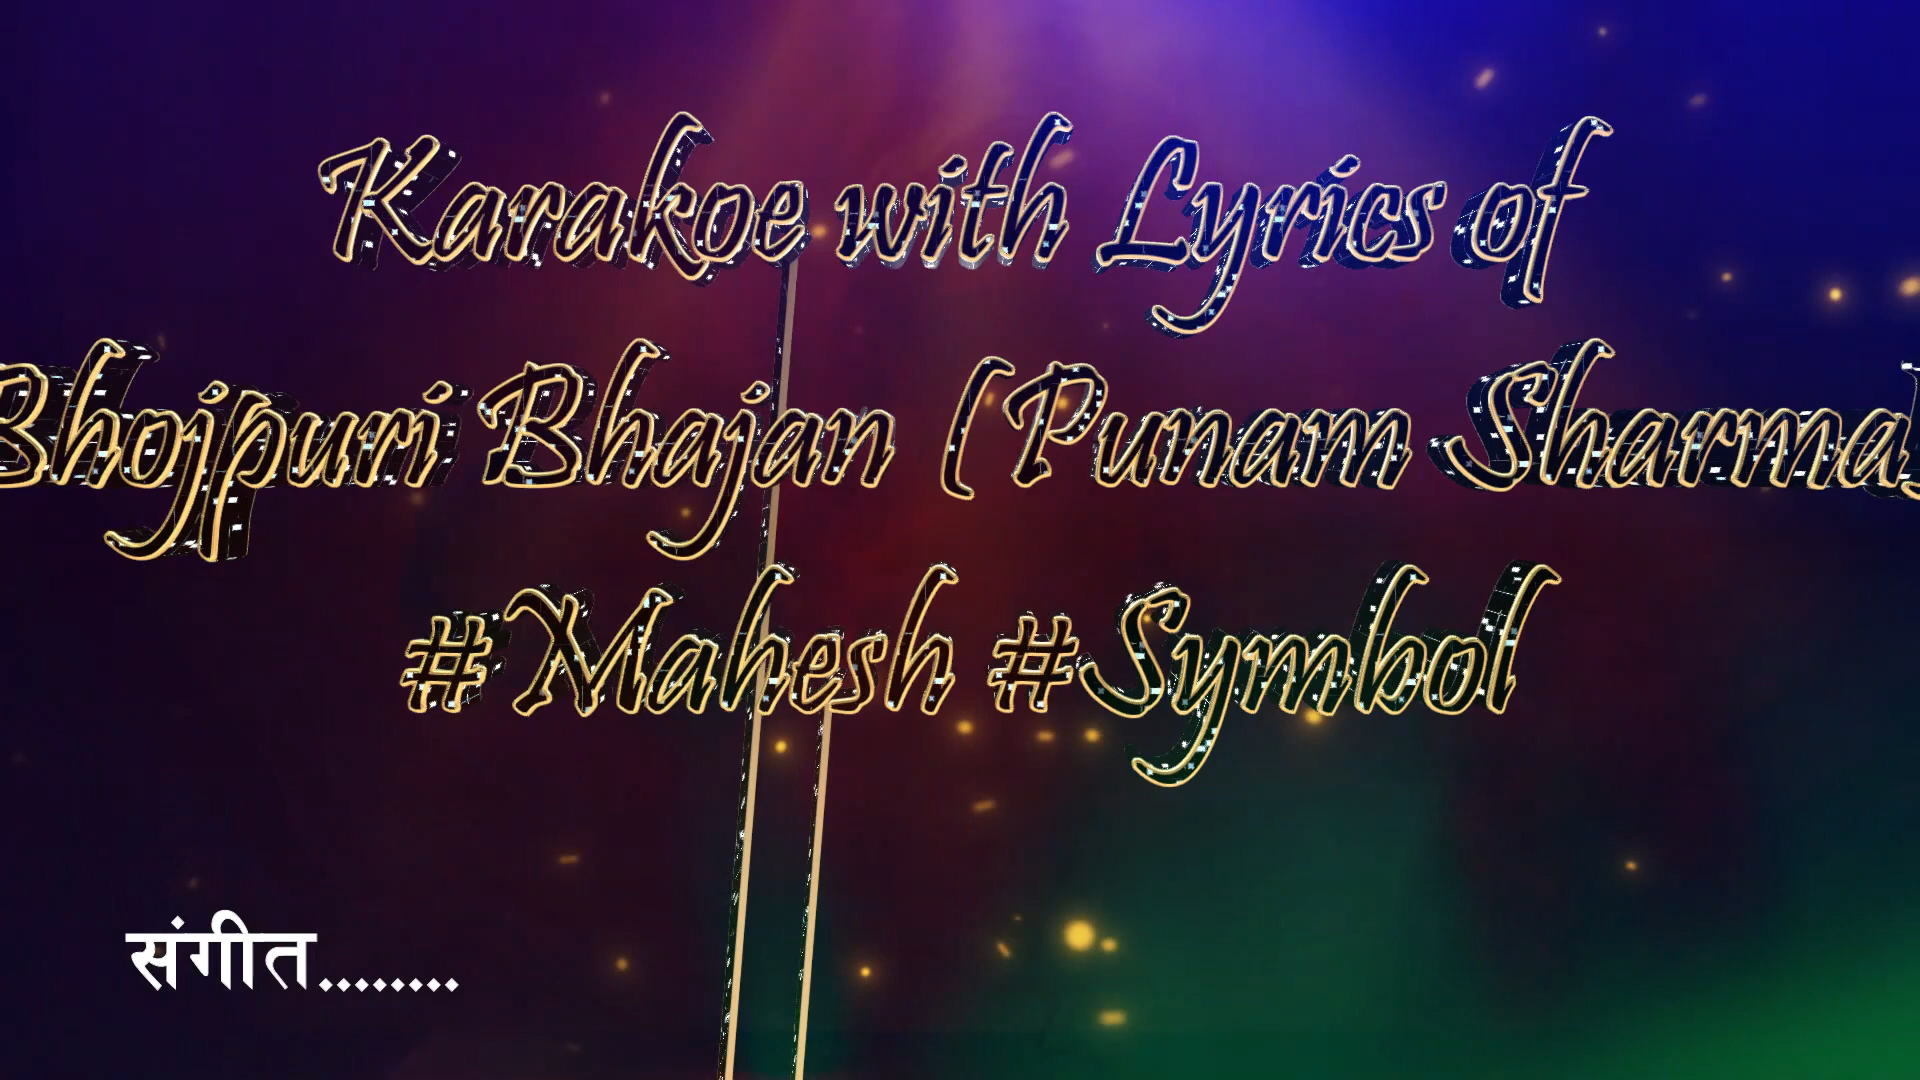 Karakoe with Lyrics of
Bhojpuri Bhajan (Punam Sharma)
#Mahesh #Symbol
संगीत........